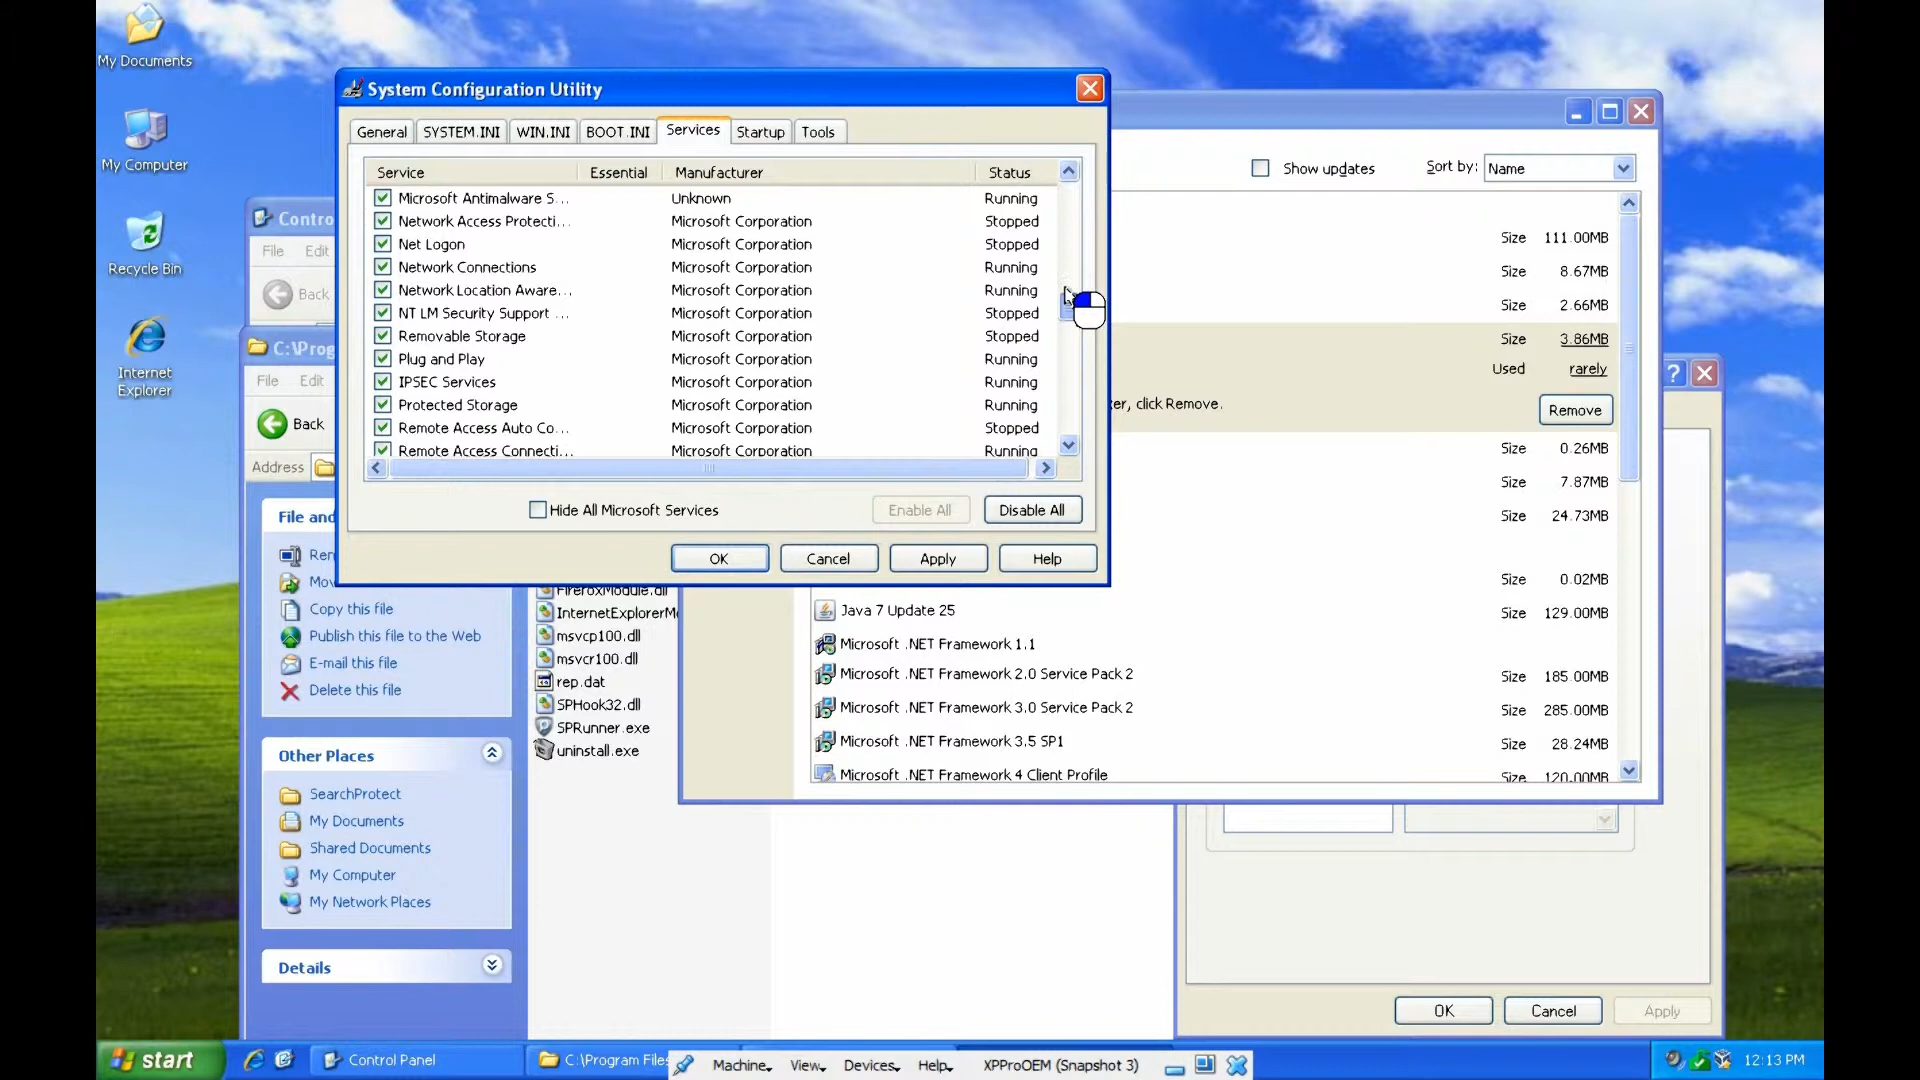 My Documents
My Computer
Recycle Bin
Internet
Explorer
System Configuration Utility
General
SYSTEM.INI
WIN.INI
BOOT.INI
Services
Startup
Tools
Service Essential Manufacturer Status
Microsoft Antimalware S... Unknown Running
Network Access Protecti... Microsoft Corporation Stopped
Net Logon Microsoft Corporation Stopped
Network Connections Microsoft Corporation Running
Network Location Aware... Microsoft Corporation Running
NT LM Security Support ... Microsoft Corporation Stopped
Removable Storage Microsoft Corporation Stopped
Plug and Play Microsoft Corporation Running
IPSEC Services Microsoft Corporation Running
Protected Storage Microsoft Corporation Running
Remote Access Auto Co... Microsoft Corporation Stopped
Remote Access Connecti... Microsoft Corporation Running
Hide All Microsoft Services
Enable All
Disable All
OK
Cancel
Apply
Help
Show updates
Sort by: Name
Size 111.00MB
Size 8.67MB
Size 2.66MB
Size 3.86MB
Used rarely
er, click Remove.
Remove
Size 0.26MB
Size 7.87MB
Size 24.73MB
Size 0.02MB
Java 7 Update 25 Size 129.00MB
Microsoft .NET Framework 1.1
Microsoft .NET Framework 2.0 Service Pack 2 Size 185.00MB
Microsoft .NET Framework 3.0 Service Pack 2 Size 285.00MB
Microsoft .NET Framework 3.5 SP1 Size 28.24MB
Microsoft .NET Framework 4 Client Profile Size 120.00MB
Contro
File Edit
Back
C:\Prog
File Edit
Back
Address
File and
Ren
Mov
Copy this file
Publish this file to the Web
E-mail this file
Delete this file
Other Places
SearchProtect
My Documents
Shared Documents
My Computer
My Network Places
Details
FirefoxModule.dll
InternetExplorerMo
msvcp100.dll
msvcr100.dll
rep.dat
SPHook32.dll
SPRunner.exe
uninstall.exe
OK
Cancel
Apply
start
Control Panel
C:\Program Files
Machine
View
Devices
Help
XPProOEM (Snapshot 3)
12:13 PM